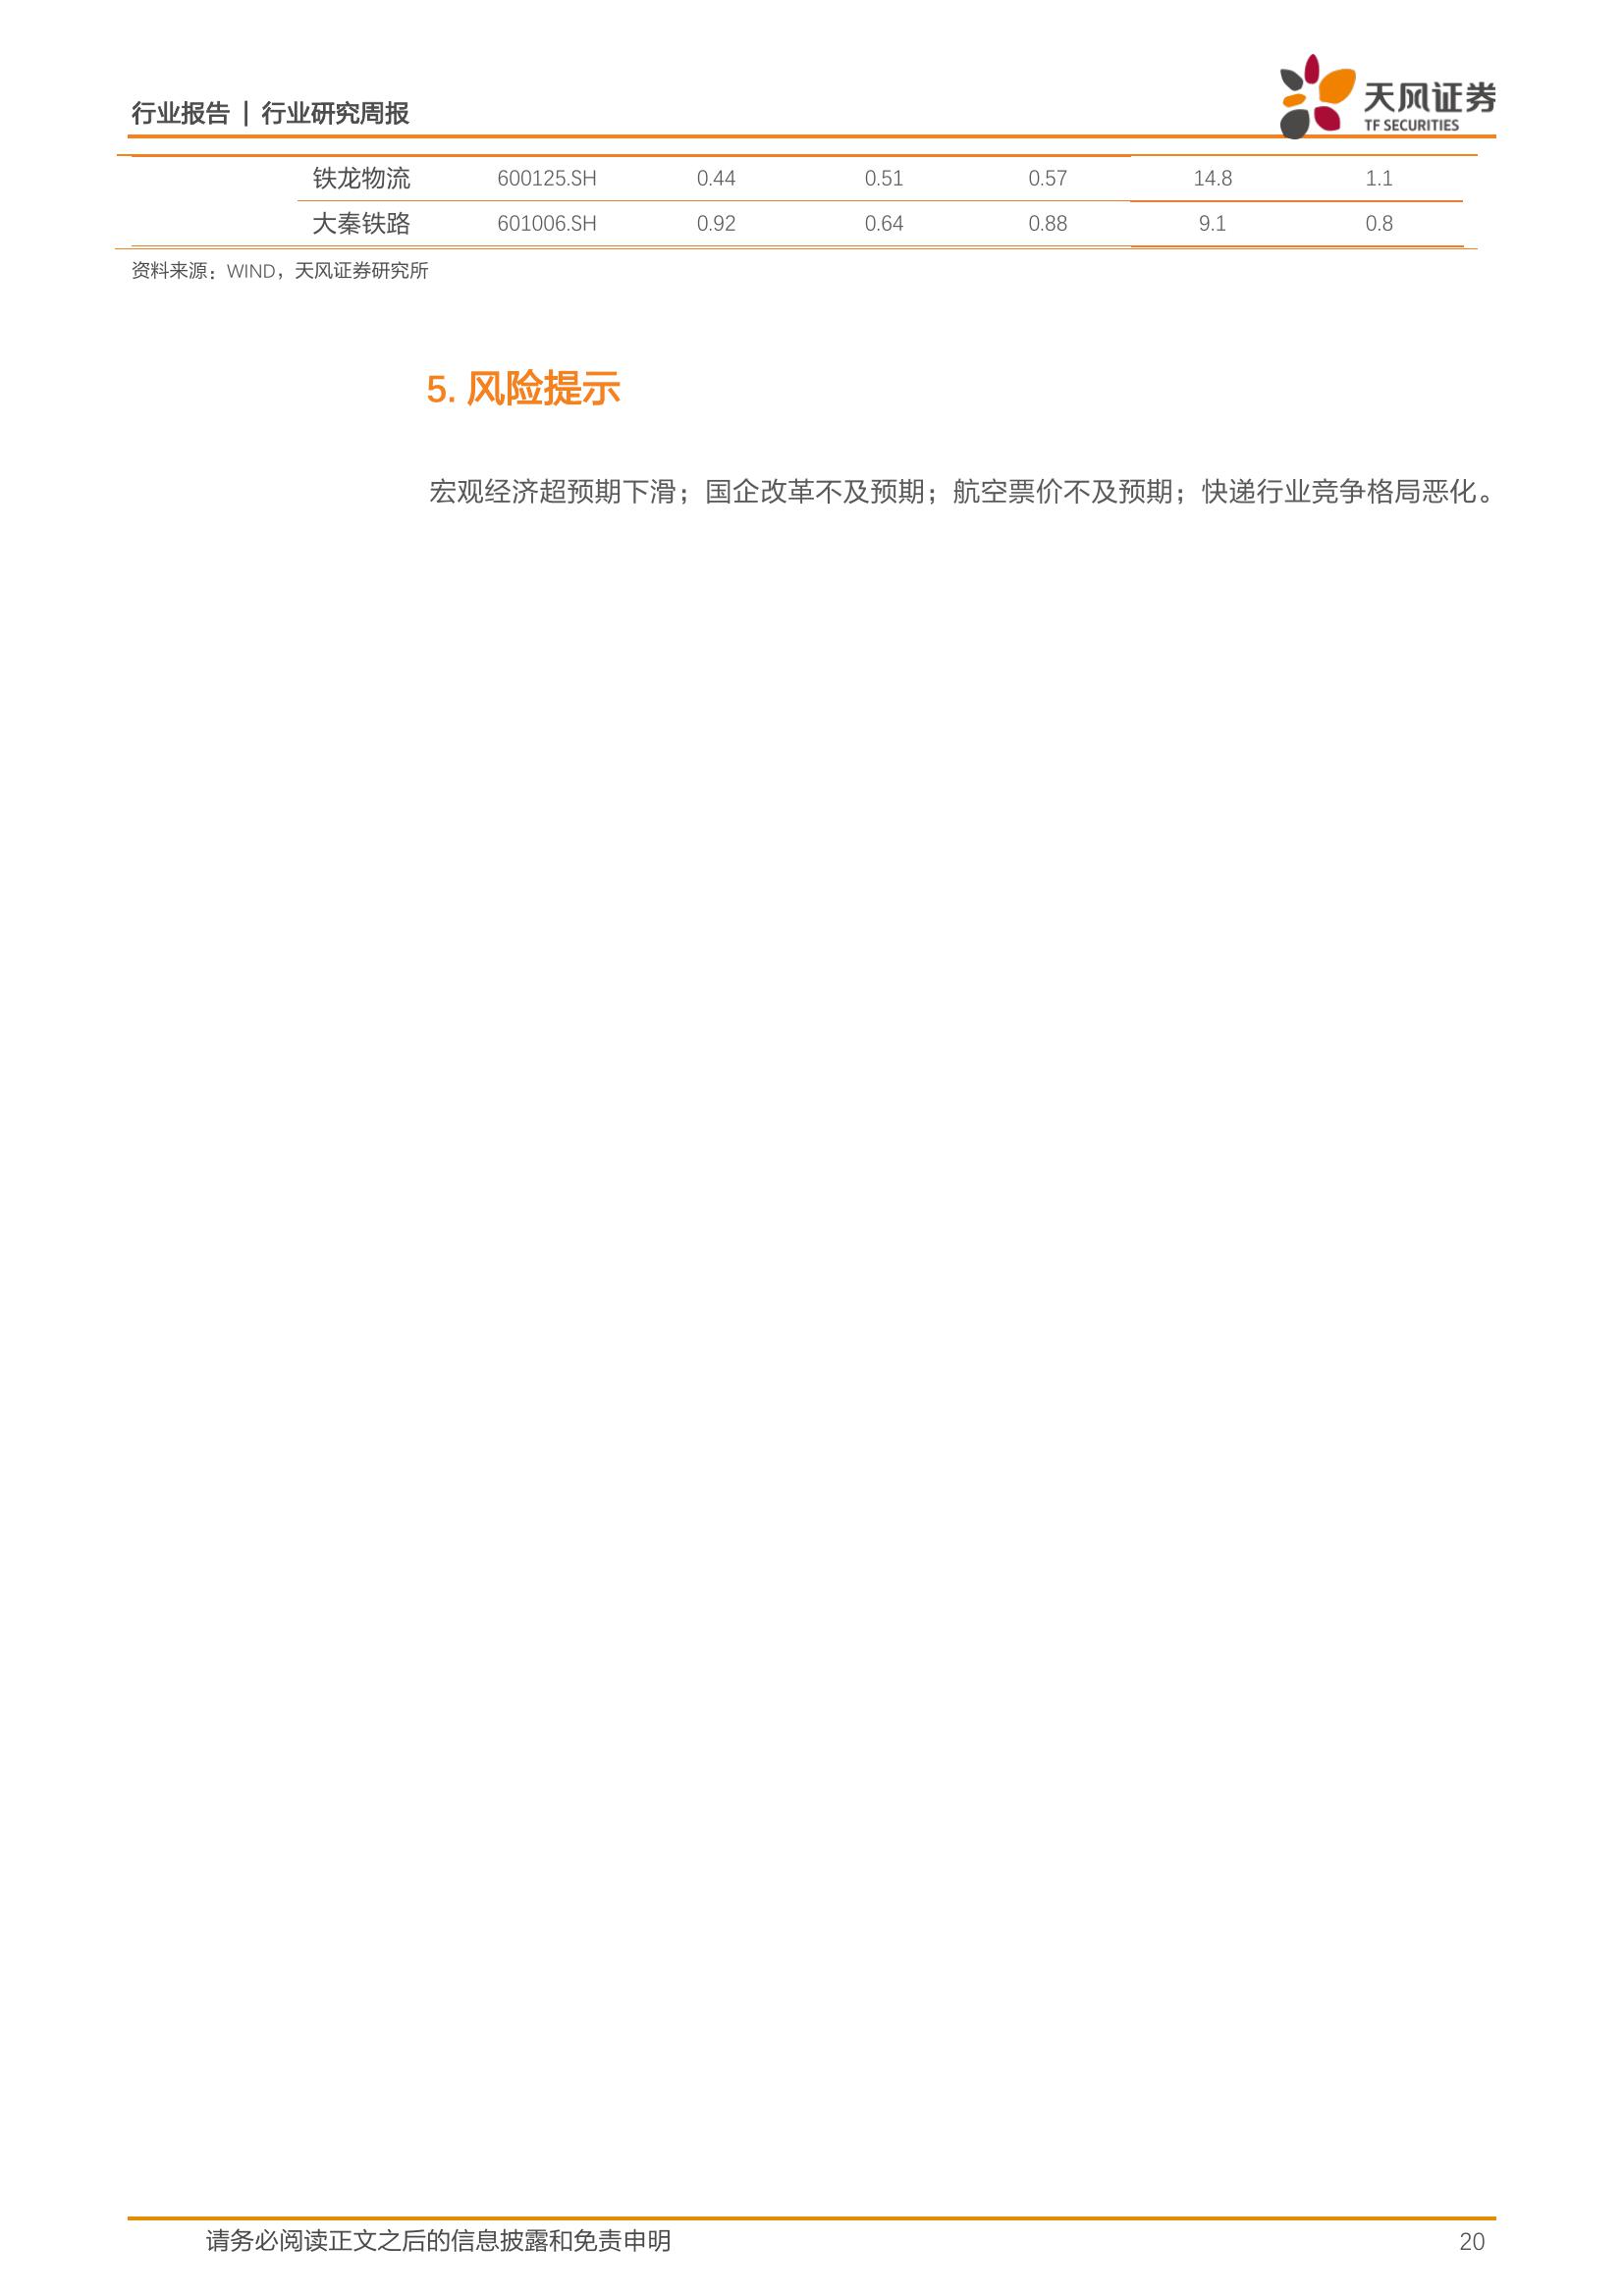 行业报告 | 行业研究周报
天风证券
TF SECURITIES
铁龙物流 600125.SH 0.44 0.51 0.57 14.8 1.1
大秦铁路 601006.SH 0.92 0.64 0.88 9.1 0.8
资料来源：WIND，天风证券研究所
5. 风险提示
宏观经济超预期下滑；国企改革不及预期；航空票价不及预期；快递行业竞争格局恶化。
请务必阅读正文之后的信息披露和免责申明 20